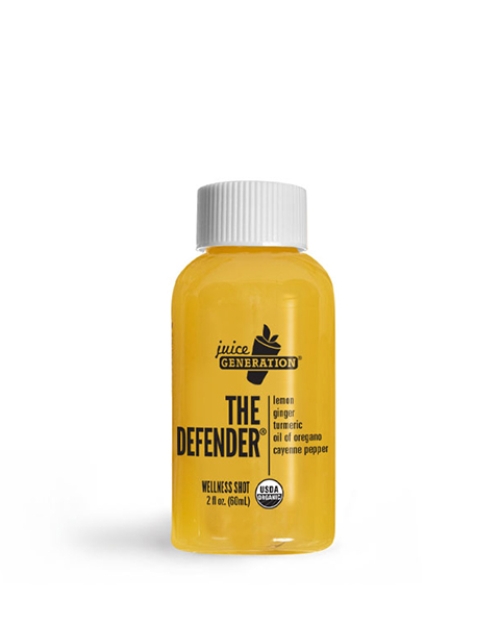 juice
GENERATION®
THE
DEFENDER®
lemon
ginger
turmeric
oil of oregano
cayenne pepper
WELLNESS SHOT
2 fl oz. (60mL)
USDA
ORGANIC